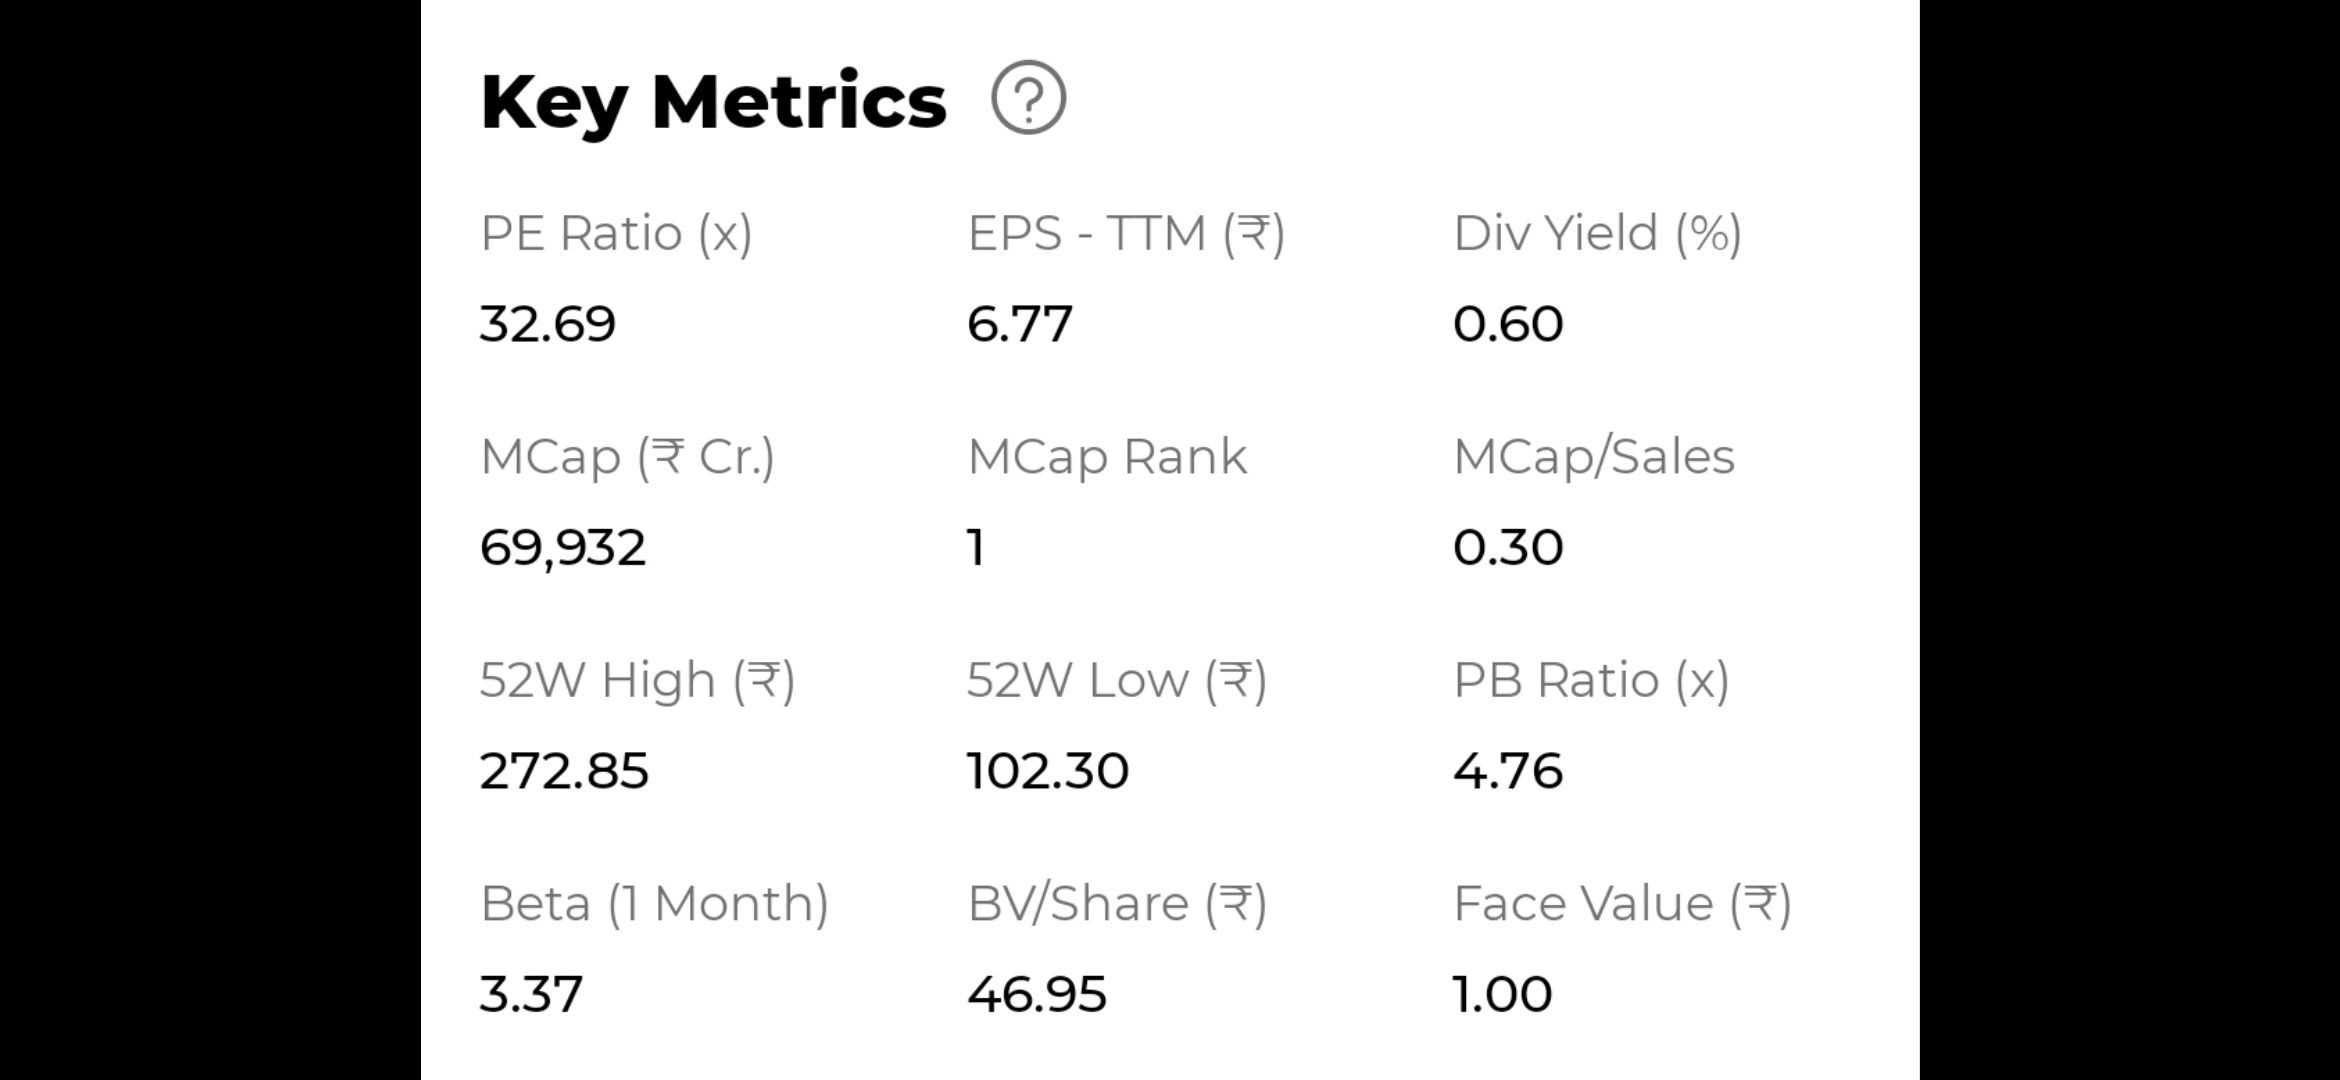 Key Metrics ?
PE Ratio (x) EPS - TTM (₹) Div Yield (%)
32.69 6.77 0.60
MCap (₹ Cr.) MCap Rank MCap/Sales
69,932 1 0.30
52W High (₹) 52W Low (₹) PB Ratio (x)
272.85 102.30 4.76
Beta (1 Month) BV/Share (₹) Face Value (₹)
3.37 46.95 1.00